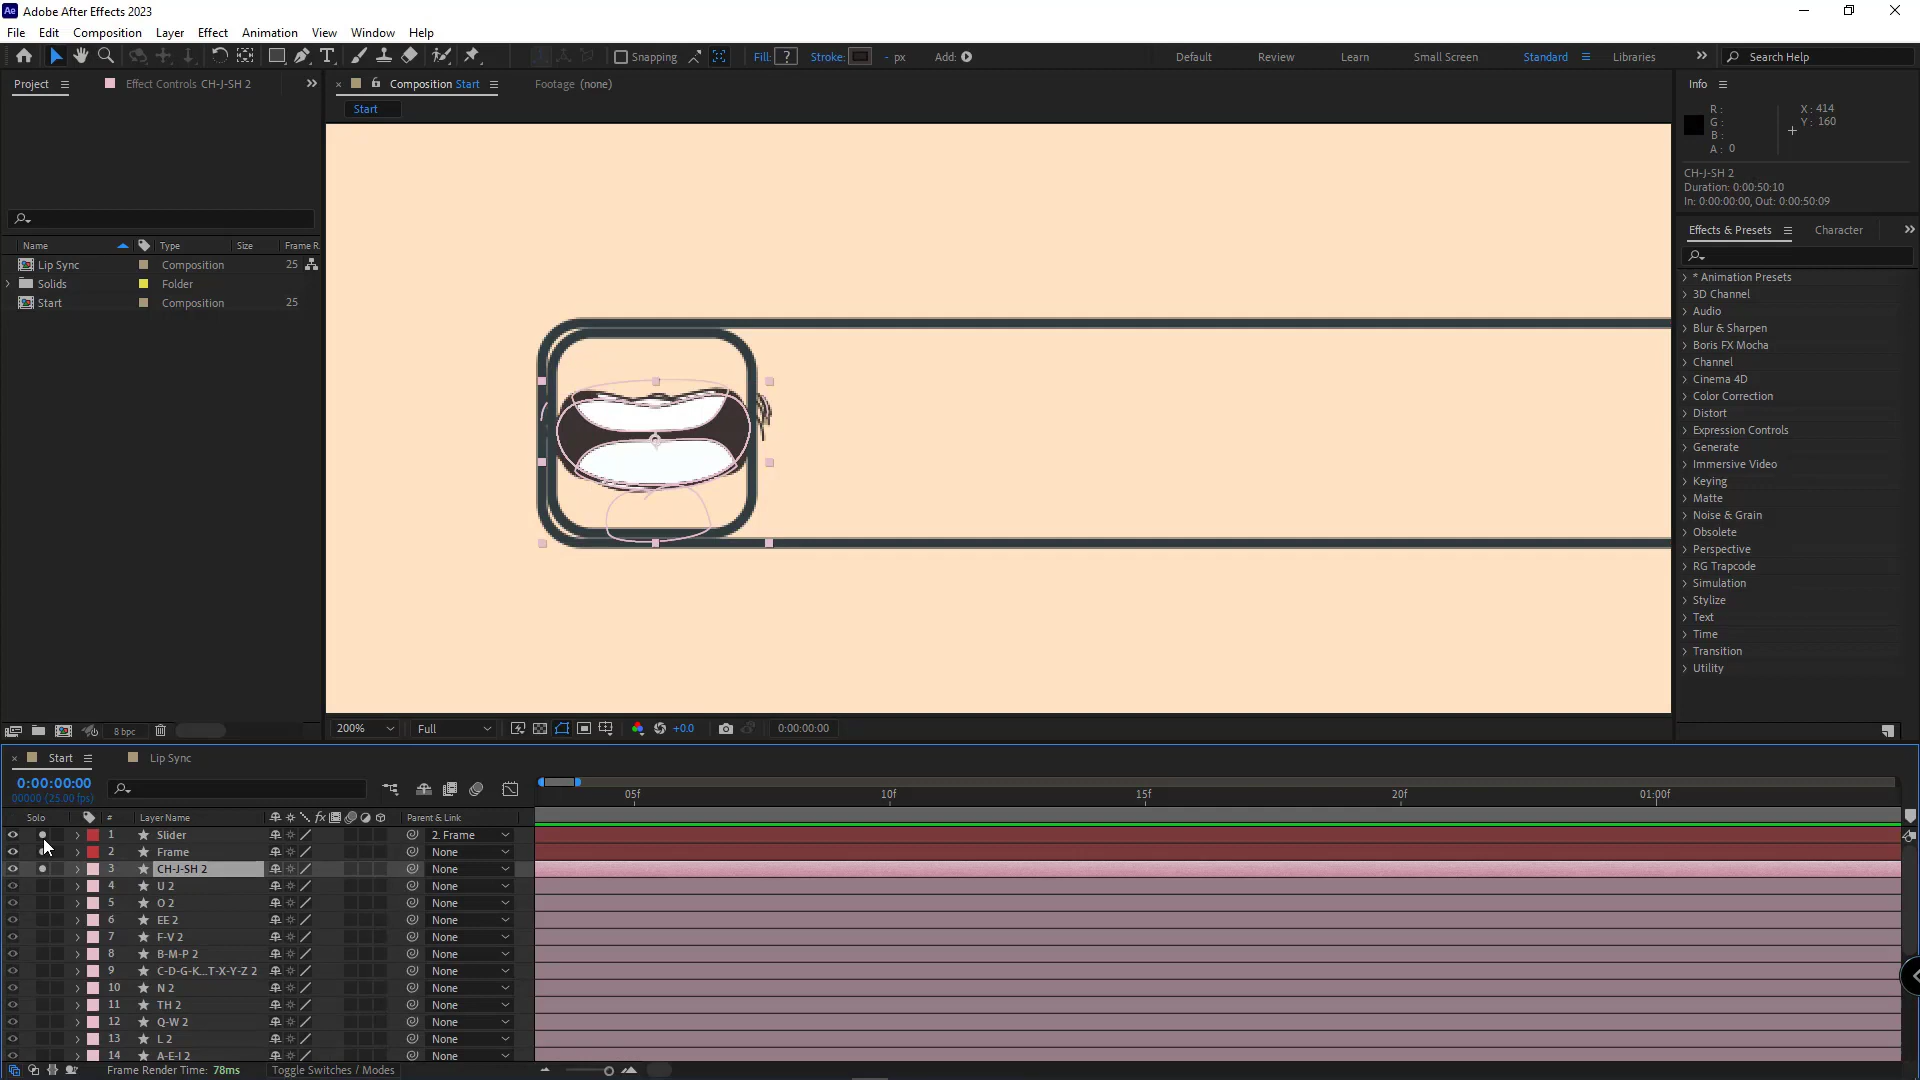 Ae Adobe After Effects 2023
File Edit Composition Layer Effect Animation View Window Help
Snapping Fill: ? Stroke: - px Add: Default Review Learn Small Screen Standard Libraries Search Help
Project Effect Controls CH-J-SH 2
Composition Start Footage (none)
Start
Info
R :
G :
B :
A : 0
X : 414
Y : 160
CH-J-SH 2
Duration: 0:00:50:10
In: 0:00:00:00, Out: 0:00:50:09
Effects & Presets Character
* Animation Presets
3D Channel
Audio
Blur & Sharpen
Boris FX Mocha
Channel
Cinema 4D
Color Correction
Distort
Expression Controls
Generate
Immersive Video
Keying
Matte
Noise & Grain
Obsolete
Perspective
RG Trapcode
Simulation
Stylize
Text
Time
Transition
Utility
Name Type Size Frame R
Lip Sync Composition 25
Solids Folder
Start Composition 25
8 bpc
200% Full +0.0 0:00:00:00
Start Lip Sync
0:00:00:00
00000 (25.00 fps)
05f 10f 15f 20f 01:00f
Solo # Layer Name fx Parent & Link
1 Slider 2. Frame
2 Frame None
3 CH-J-SH 2 None
4 U 2 None
5 O 2 None
6 EE 2 None
7 F-V 2 None
8 B-M-P 2 None
9 C-D-G-K...T-X-Y-Z 2 None
10 N 2 None
11 TH 2 None
12 Q-W 2 None
13 L 2 None
14 A-E-I 2 None
Frame Render Time: 78ms Toggle Switches / Modes